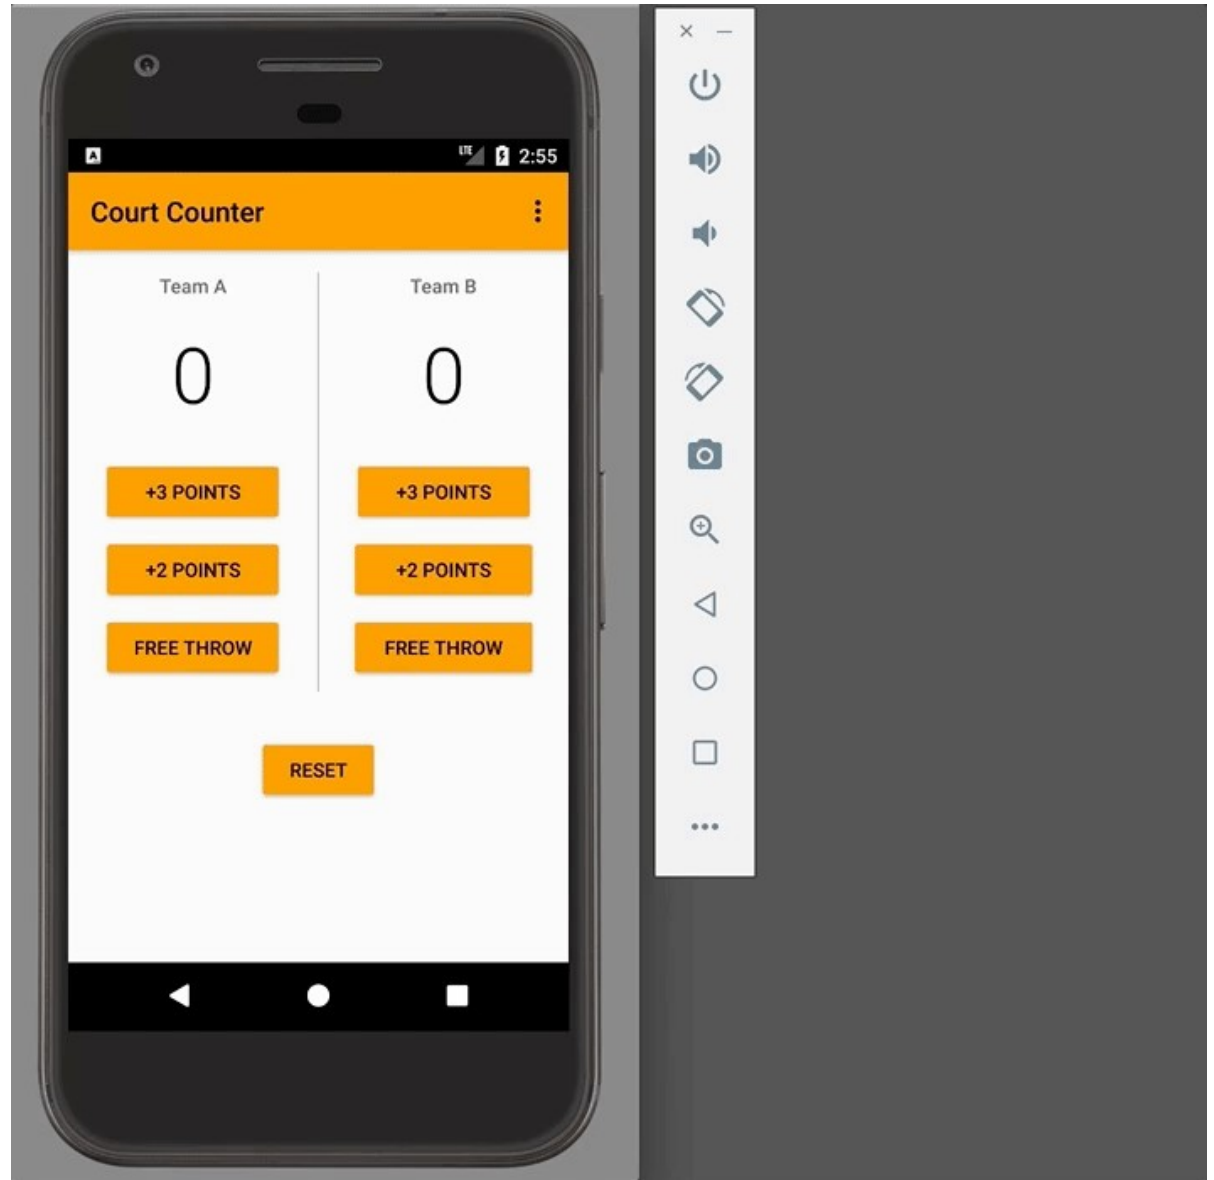 LTE 2:55
Court Counter
Team A Team B
0 0
+3 POINTS +3 POINTS
+2 POINTS +2 POINTS
FREE THROW FREE THROW
RESET